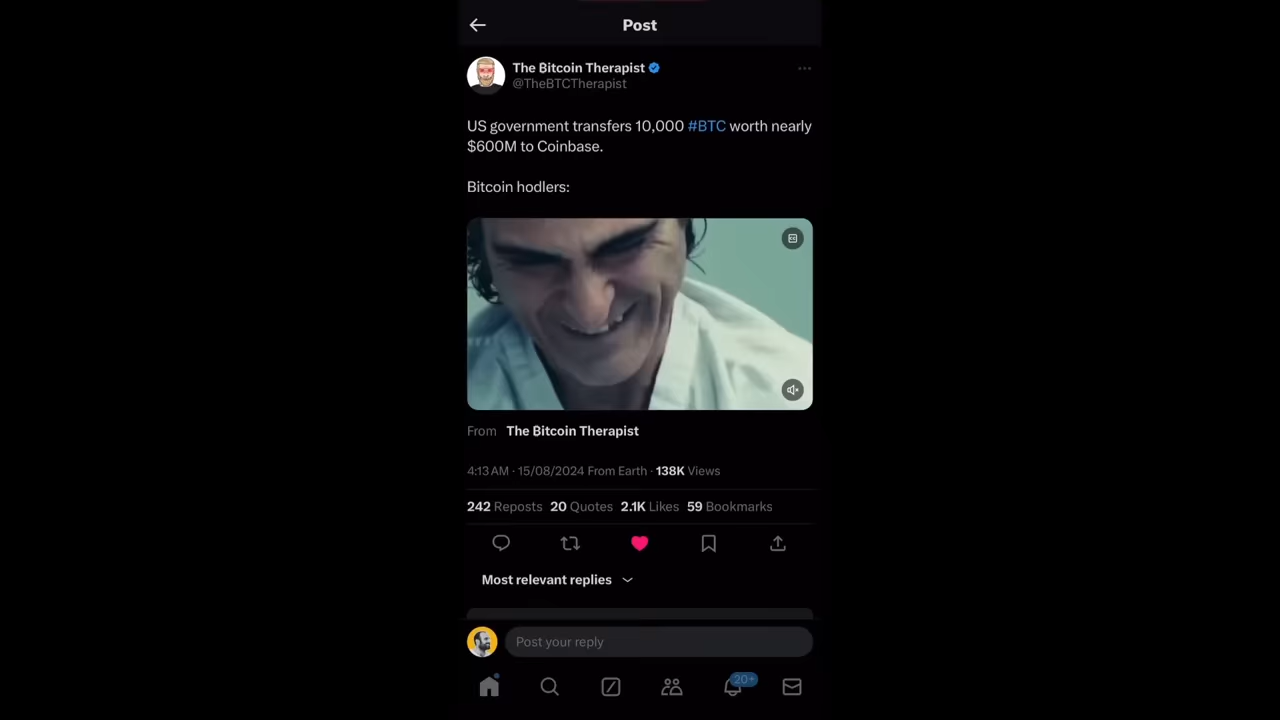 Post
The Bitcoin Therapist
@TheBTCTherapist
US government transfers 10,000 #BTC worth nearly
$600M to Coinbase.
Bitcoin hodlers:
CC
From The Bitcoin Therapist
4:13 AM · 15/08/2024 From Earth · 138K Views
242 Reposts 20 Quotes 2.1K Likes 59 Bookmarks
Most relevant replies
Post your reply
20+